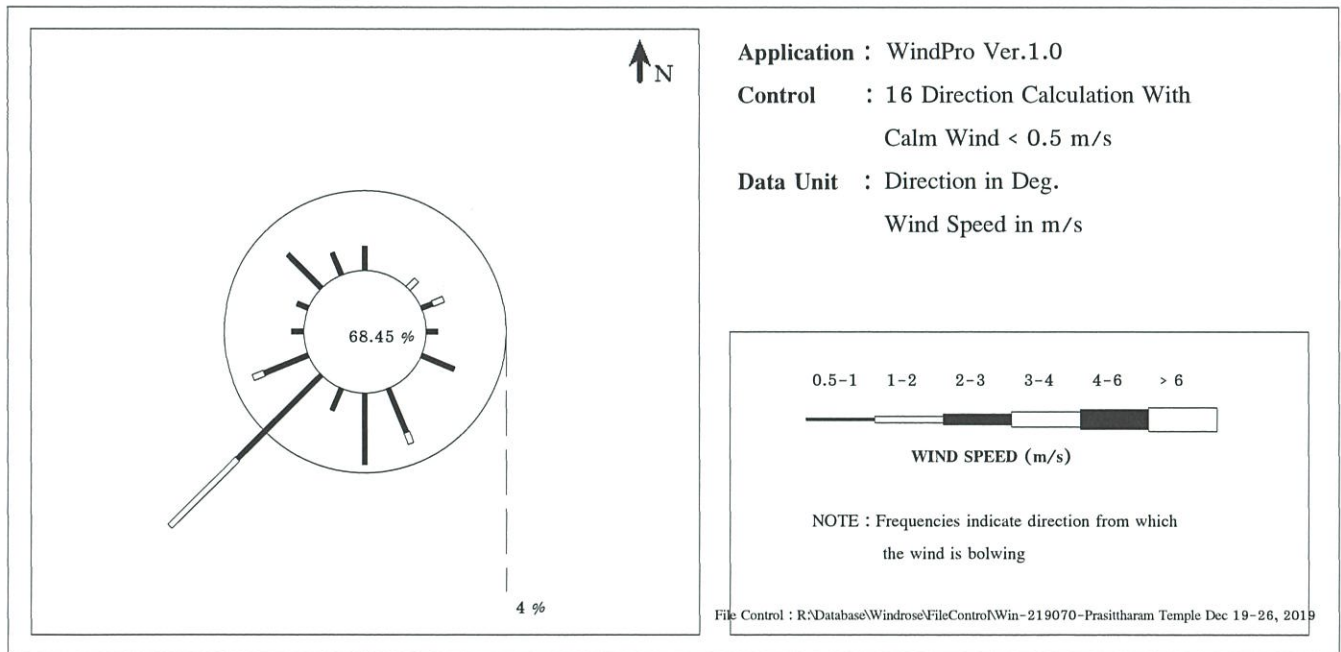 N
68.45 %
4 %
Application : WindPro Ver.1.0
Control : 16 Direction Calculation With
Calm Wind < 0.5 m/s
Data Unit : Direction in Deg.
Wind Speed in m/s
0.5-1 1-2 2-3 3-4 4-6 > 6
WIND SPEED (m/s)
NOTE : Frequencies indicate direction from which
the wind is bolwing
File Control : R:\Database\Windrose\FileControl\Win-219070-Prasittharam Temple Dec 19-26, 2019